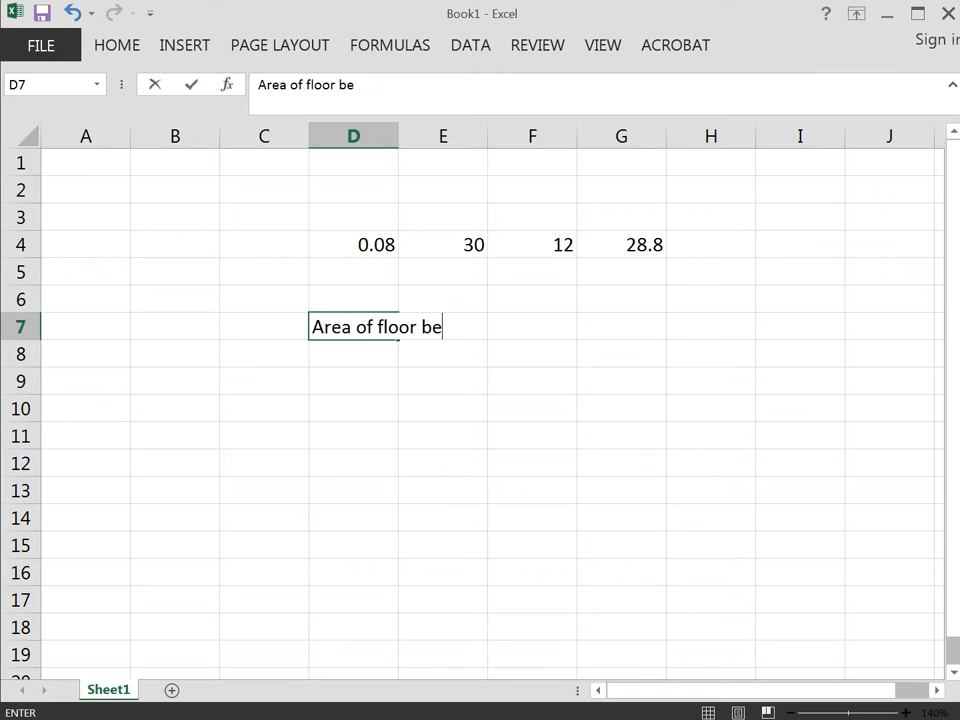 Book1 - Excel
?
Sign in
FILE HOME INSERT PAGE LAYOUT FORMULAS DATA REVIEW VIEW ACROBAT
D7 fx Area of floor be
A B C D E F G H I J
1
2
3
4 0.08 30 12 28.8
5
6
7 Area of floor be
8
9
10
11
12
13
14
15
16
17
18
19
20
Sheet1
ENTER 140%